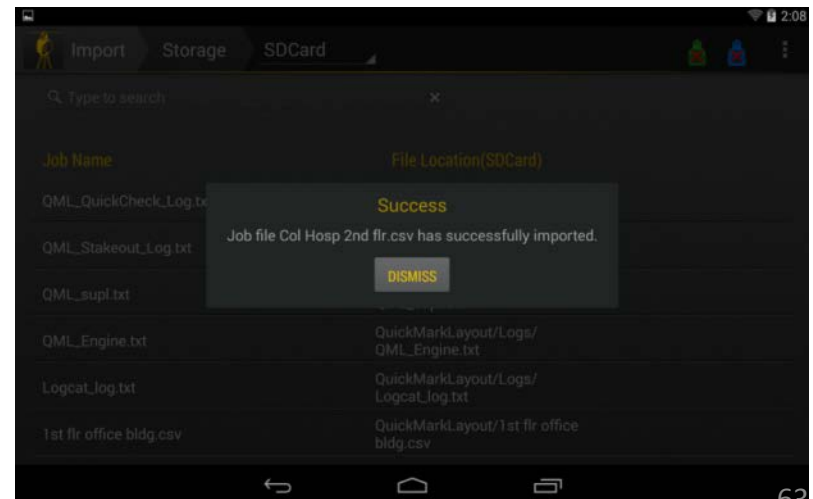 2:08
Import Storage SDCard
Type to search
Job Name File Location(SDCard)
QML_QuickCheck_Log.tx
Success
Job file Col Hosp 2nd flr.csv has successfully imported.
QML_Stakeout_Log.txt
DISMISS
QML_supl.txt
QML_Engine.txt QuickMarkLayout/Logs/
QML_Engine.txt
Logcat_log.txt QuickMarkLayout/Logs/
Logcat_log.txt
1st flr office bldg.csv QuickMarkLayout/1st flr office
bldg.csv
63